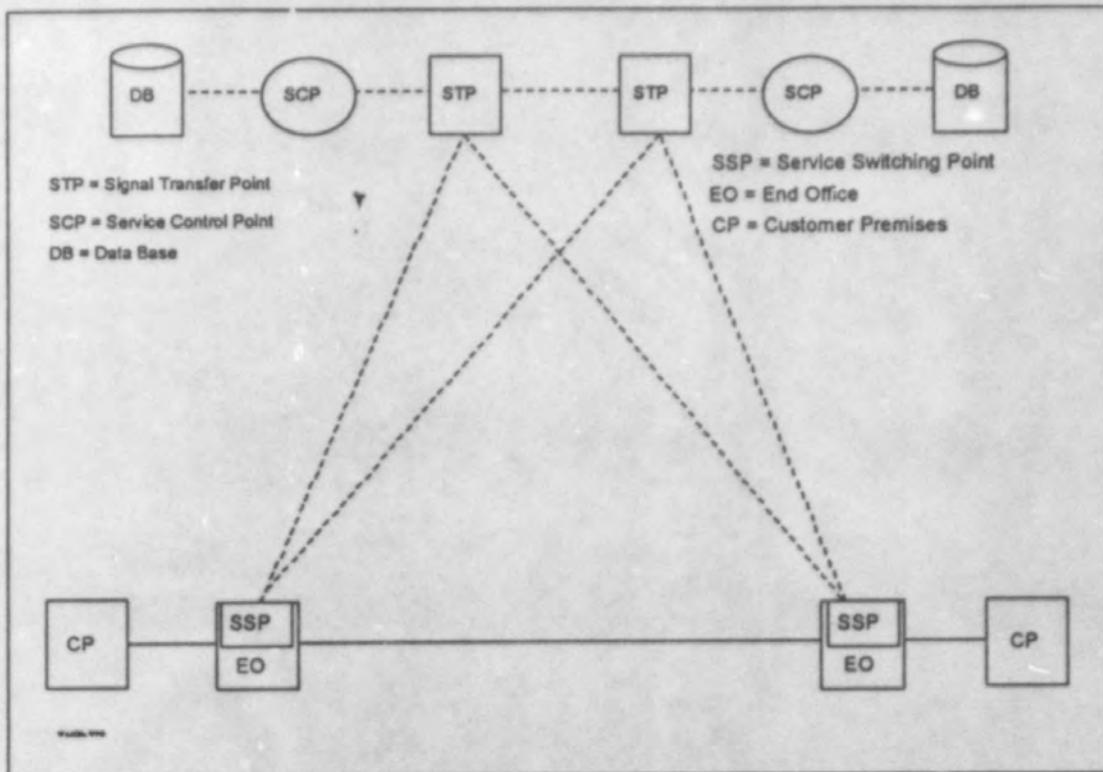 DB SCP STP STP SCP DB
STP = Signal Transfer Point
SCP = Service Control Point
DB = Data Base
SSP = Service Switching Point
EO = End Office
CP = Customer Premises
CP
SSP
EO
SSP
EO
CP